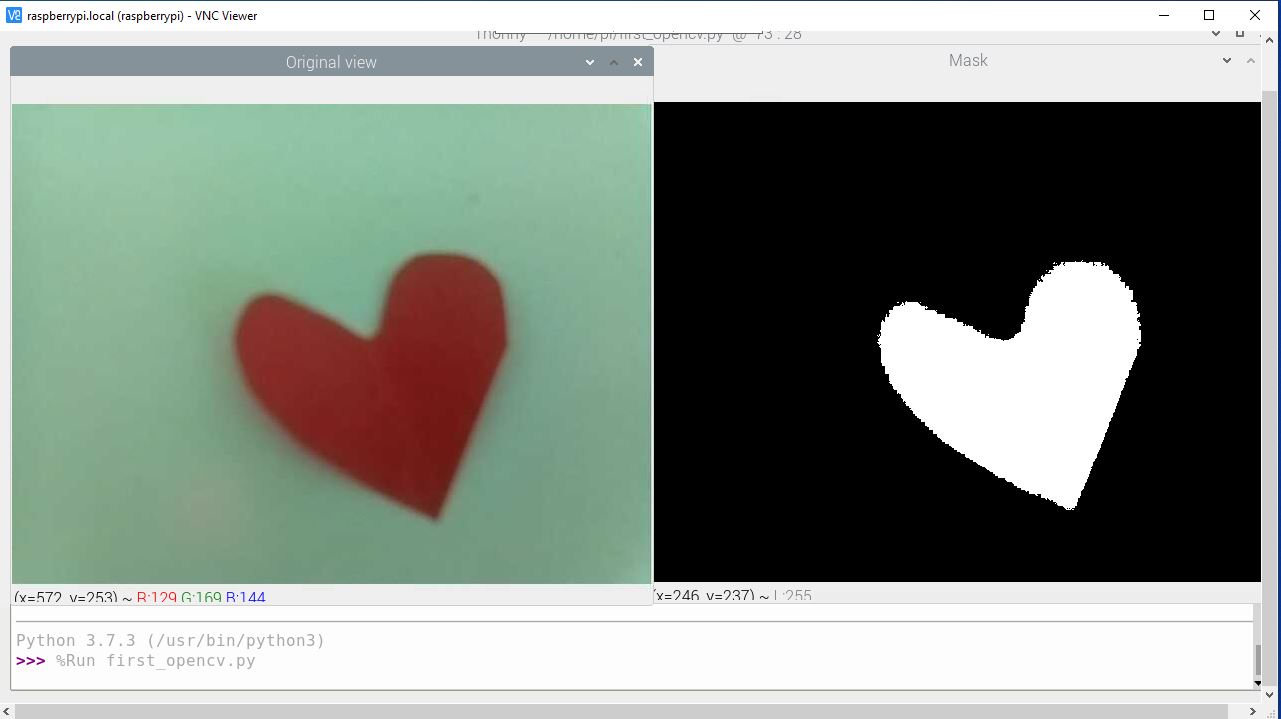 raspberrypi.local (raspberrypi) - VNC Viewer
Thonny - /home/pi/first_opencv.py @ 73 : 28
Original view
Mask
(x=572, y=253) ~ R:129 G:169 B:144
(x=246, y=237) ~ L:255
Python 3.7.3 (/usr/bin/python3)
>>> %Run first_opencv.py